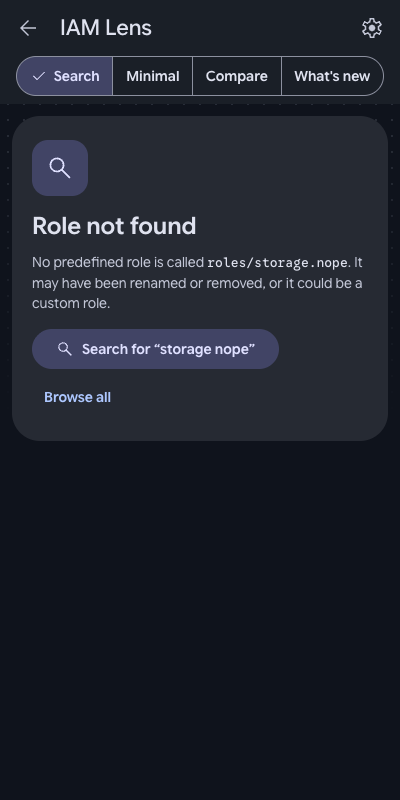 IAM Lens
Search
Minimal
Compare
What's new
Role not found
No predefined role is called roles/storage.nope. It
may have been renamed or removed, or it could be a
custom role.
Search for “storage nope”
Browse all